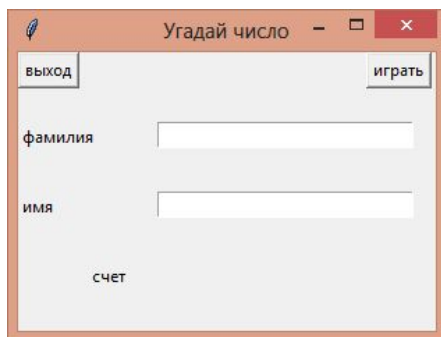 Угадай число
выход играть
фамилия
имя
счет